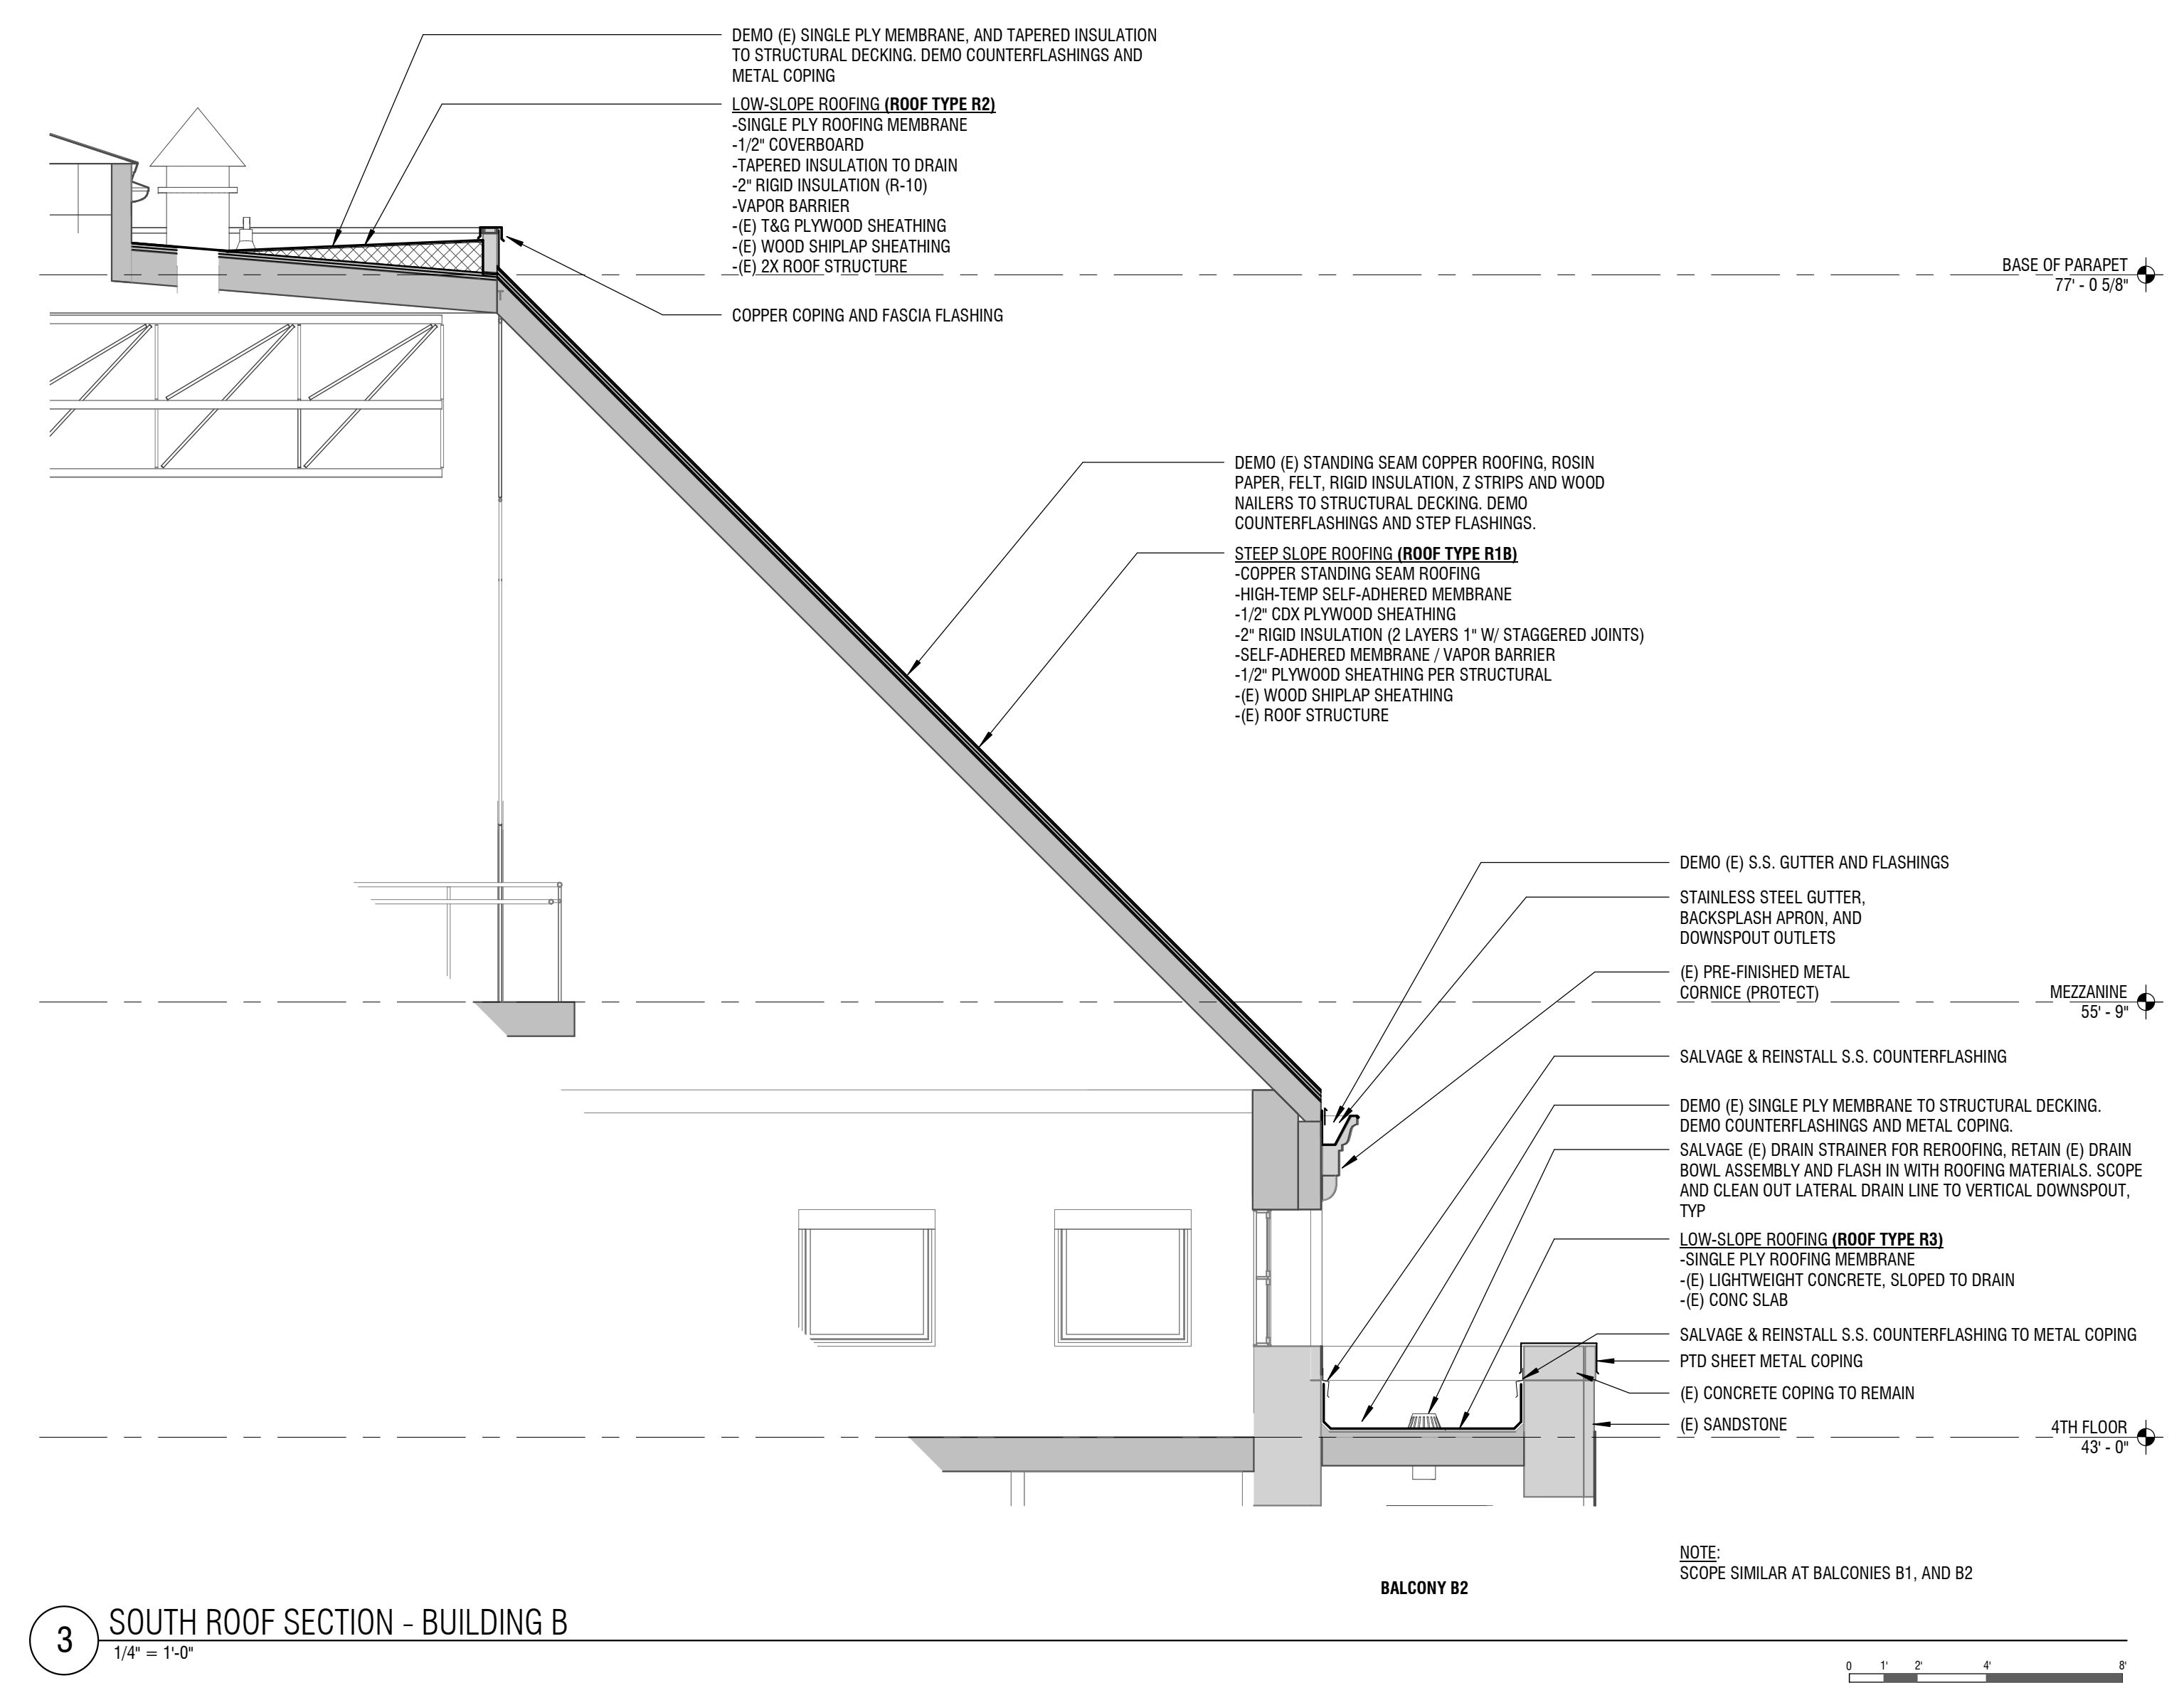 DEMO (E) SINGLE PLY MEMBRANE, AND TAPERED INSULATION
TO STRUCTURAL DECKING. DEMO COUNTERFLASHINGS AND
METAL COPING
LOW-SLOPE ROOFING (ROOF TYPE R2)
-SINGLE PLY ROOFING MEMBRANE
-1/2" COVERBOARD
-TAPERED INSULATION TO DRAIN
-2" RIGID INSULATION (R-10)
-VAPOR BARRIER
-(E) T&G PLYWOOD SHEATHING
-(E) WOOD SHIPLAP SHEATHING
-(E) 2X ROOF STRUCTURE
BASE OF PARAPET
77' - 0 5/8"
COPPER COPING AND FASCIA FLASHING
DEMO (E) STANDING SEAM COPPER ROOFING, ROSIN
PAPER, FELT, RIGID INSULATION, Z STRIPS AND WOOD
NAILERS TO STRUCTURAL DECKING. DEMO
COUNTERFLASHINGS AND STEP FLASHINGS.
STEEP SLOPE ROOFING (ROOF TYPE R1B)
-COPPER STANDING SEAM ROOFING
-HIGH-TEMP SELF-ADHERED MEMBRANE
-1/2" CDX PLYWOOD SHEATHING
-2" RIGID INSULATION (2 LAYERS 1" W/ STAGGERED JOINTS)
-SELF-ADHERED MEMBRANE / VAPOR BARRIER
-1/2" PLYWOOD SHEATHING PER STRUCTURAL
-(E) WOOD SHIPLAP SHEATHING
-(E) ROOF STRUCTURE
DEMO (E) S.S. GUTTER AND FLASHINGS
STAINLESS STEEL GUTTER,
BACKSPLASH APRON, AND
DOWNSPOUT OUTLETS
(E) PRE-FINISHED METAL
CORNICE (PROTECT)
MEZZANINE
55' - 9"
SALVAGE & REINSTALL S.S. COUNTERFLASHING
DEMO (E) SINGLE PLY MEMBRANE TO STRUCTURAL DECKING.
DEMO COUNTERFLASHINGS AND METAL COPING.
SALVAGE (E) DRAIN STRAINER FOR REROOFING, RETAIN (E) DRAIN
BOWL ASSEMBLY AND FLASH IN WITH ROOFING MATERIALS. SCOPE
AND CLEAN OUT LATERAL DRAIN LINE TO VERTICAL DOWNSPOUT,
TYP
LOW-SLOPE ROOFING (ROOF TYPE R3)
-SINGLE PLY ROOFING MEMBRANE
-(E) LIGHTWEIGHT CONCRETE, SLOPED TO DRAIN
-(E) CONC SLAB
SALVAGE & REINSTALL S.S. COUNTERFLASHING TO METAL COPING
PTD SHEET METAL COPING
(E) CONCRETE COPING TO REMAIN
(E) SANDSTONE
4TH FLOOR
43' - 0"
NOTE:
SCOPE SIMILAR AT BALCONIES B1, AND B2
BALCONY B2
3
SOUTH ROOF SECTION - BUILDING B
1/4" = 1'-0"
0 1' 2' 4' 8'